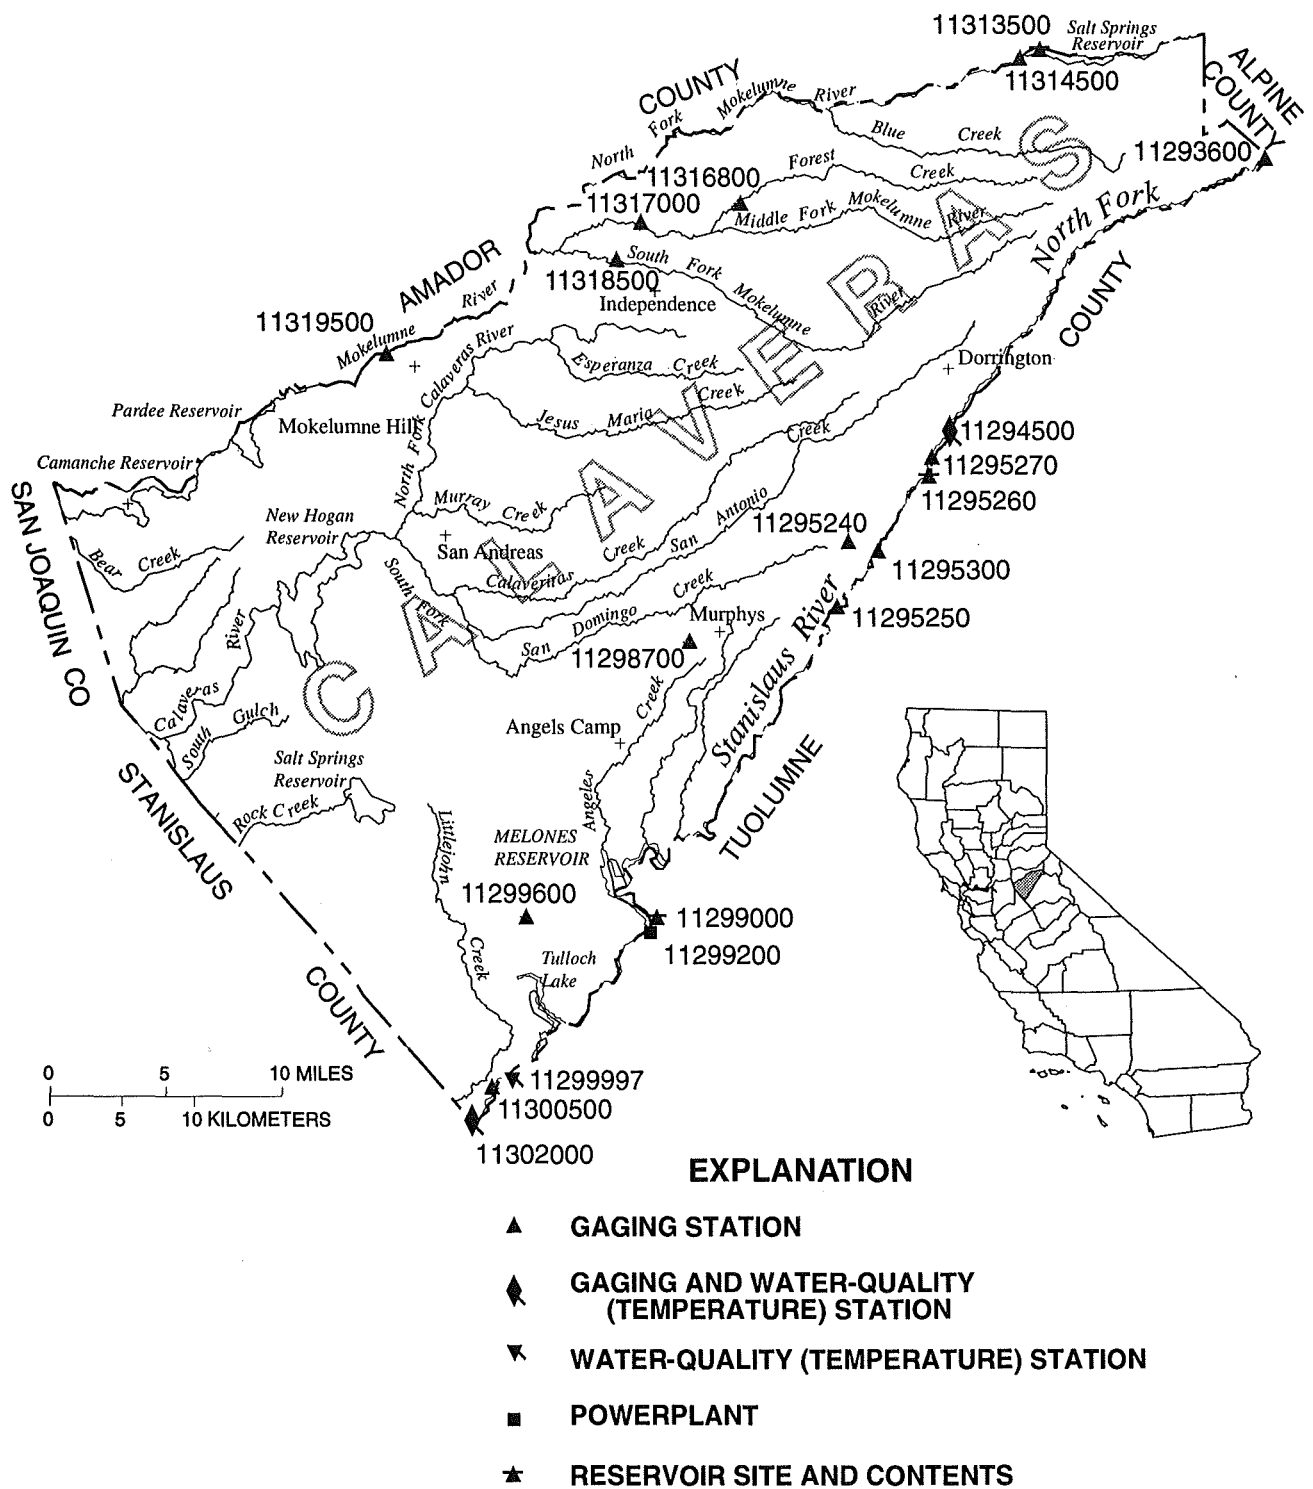 11313500
Salt Springs
Reservoir
11314500
ALPINE
COUNTY
COUNTY
North Fork Mokelumne River
Blue Creek
11293600
11316800
Forest Creek
11317000
Middle Fork Mokelumne River
North Fork
AMADOR
South Fork Mokelumne River
11318500
Independence
COUNTY
11319500
Mokelumne River
CALAVERAS
North Fork Calaveras River
Esperanza Creek
Dorrington
Jesus Maria Creek
Pardee Reservoir
Mokelumne Hill
11294500
Camanche Reservoir
11295270
11295260
SAN JOAQUIN CO
Murray Creek
New Hogan
Reservoir
San Antonio Creek
11295240
San Andreas
Bear Creek
Calaveritas Creek
11295300
South Fork
San Domingo Creek
Murphys
11295250
River
11298700
Stanislaus River
Calaveras
South Gulch
Angels Camp
Angeles Creek
Salt Springs
Reservoir
TUOLUMNE
STANISLAUS
Rock Creek
Littlejohn Creek
MELONES
RESERVOIR
11299600
11299000
11299200
Tulloch
Lake
COUNTY
0 5 10 MILES
0 5 10 KILOMETERS
11299997
11300500
11302000
EXPLANATION
GAGING STATION
GAGING AND WATER-QUALITY
(TEMPERATURE) STATION
WATER-QUALITY (TEMPERATURE) STATION
POWERPLANT
RESERVOIR SITE AND CONTENTS